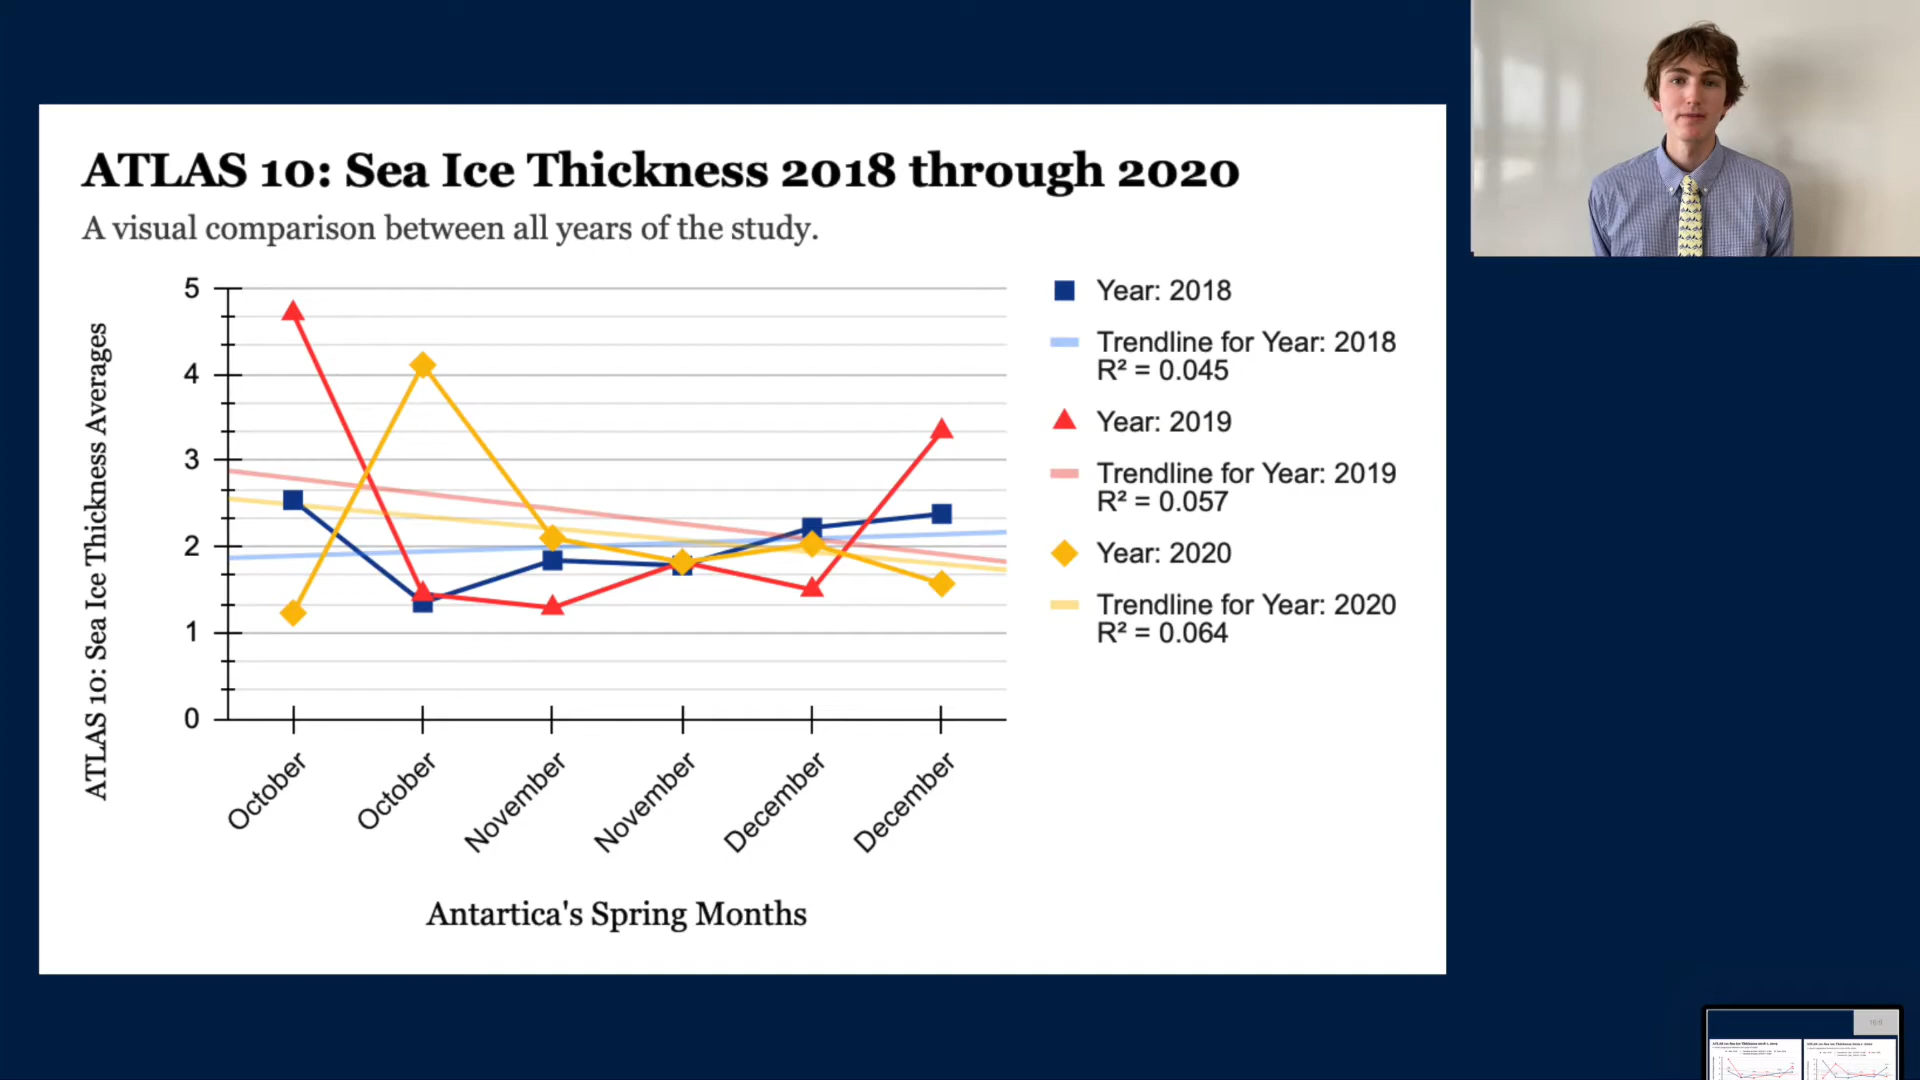 ATLAS 10: Sea Ice Thickness 2018 through 2020
A visual comparison between all years of the study.
ATLAS 10: Sea Ice Thickness Averages
5
4
3
2
1
0
October
October
November
November
December
December
Antartica's Spring Months
Year: 2018
Trendline for Year: 2018
R² = 0.045
Year: 2019
Trendline for Year: 2019
R² = 0.057
Year: 2020
Trendline for Year: 2020
R² = 0.064